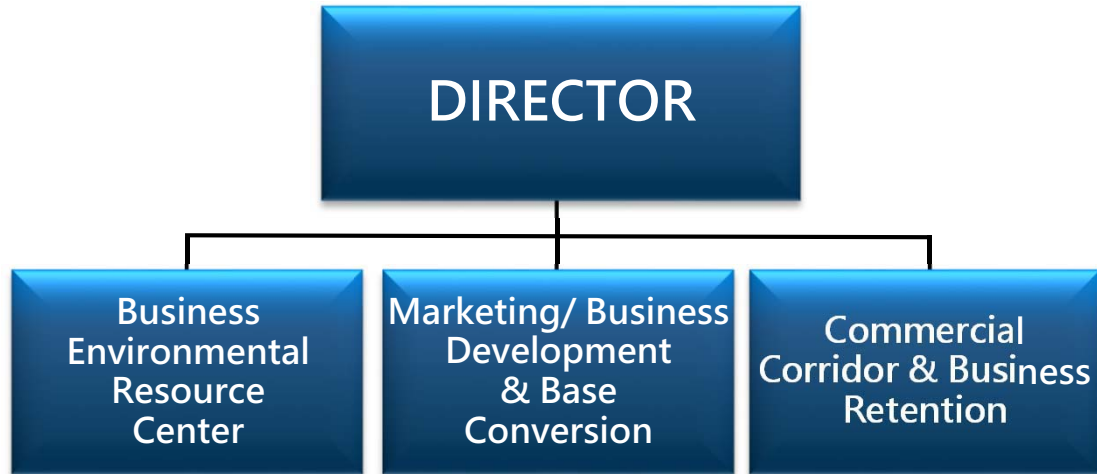 DIRECTOR
Business
Environmental
Resource
Center
Marketing/ Business
Development
& Base
Conversion
Commercial
Corridor & Business
Retention